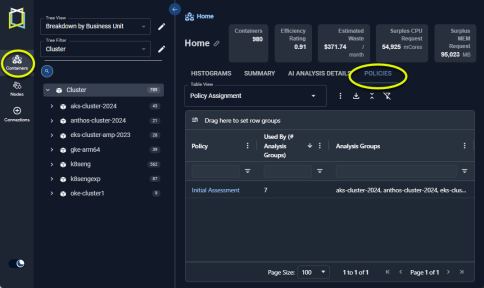 Tree View
Breakdown by Business Unit
Tree Filter
Cluster
Cluster 789
aks-cluster-2024 43
anthos-cluster-2024 21
eks-cluster-amp-2023 28
gke-arm64 39
k8seng 562
k8sengexp 87
oke-cluster1 9
Containers
Nodes
Connections
Home
Home
Containers
980
Efficiency Rating
0.91
Estimated Waste
$371.74 / month
Surplus CPU Request
54,925 mCores
Surplus MEM Request
95,023 MB
HISTOGRAMS SUMMARY AI ANALYSIS DETAILS POLICIES
Table View
Policy Assignment
Drag here to set row groups
Policy
Used By (# Analysis Groups)
Analysis Groups
Initial Assessment 7 aks-cluster-2024, anthos-cluster-2024, eks-clus...
Page Size: 100 1 to 1 of 1 Page 1 of 1